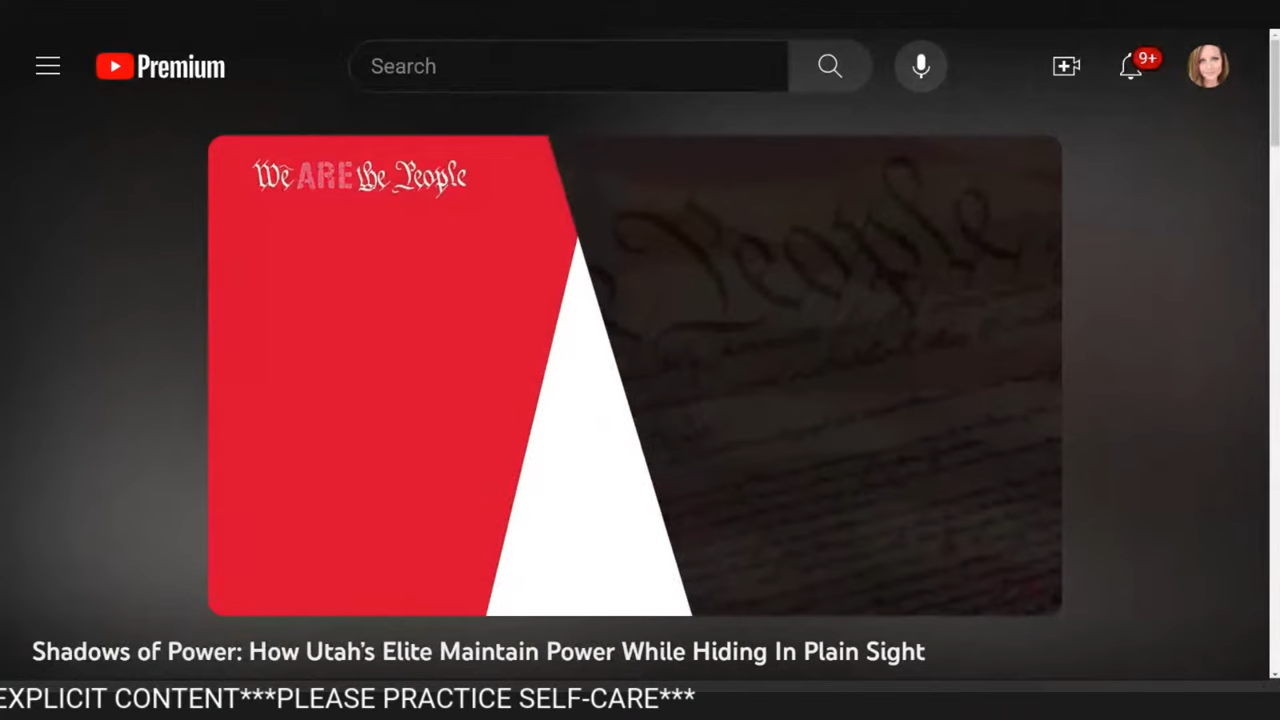 Premium
Search
9+
We ARE the People
People
Shadows of Power: How Utah’s Elite Maintain Power While Hiding In Plain Sight
EXPLICIT CONTENT***PLEASE PRACTICE SELF-CARE***